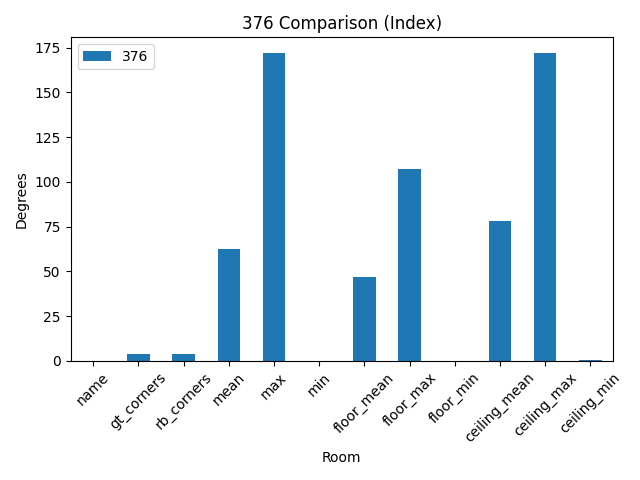 376 Comparison (Index)
376
Degrees
175
150
125
100
75
50
25
0
name
gt_corners
rb_corners
mean
max
min
floor_mean
floor_max
floor_min
ceiling_mean
ceiling_max
ceiling_min
Room